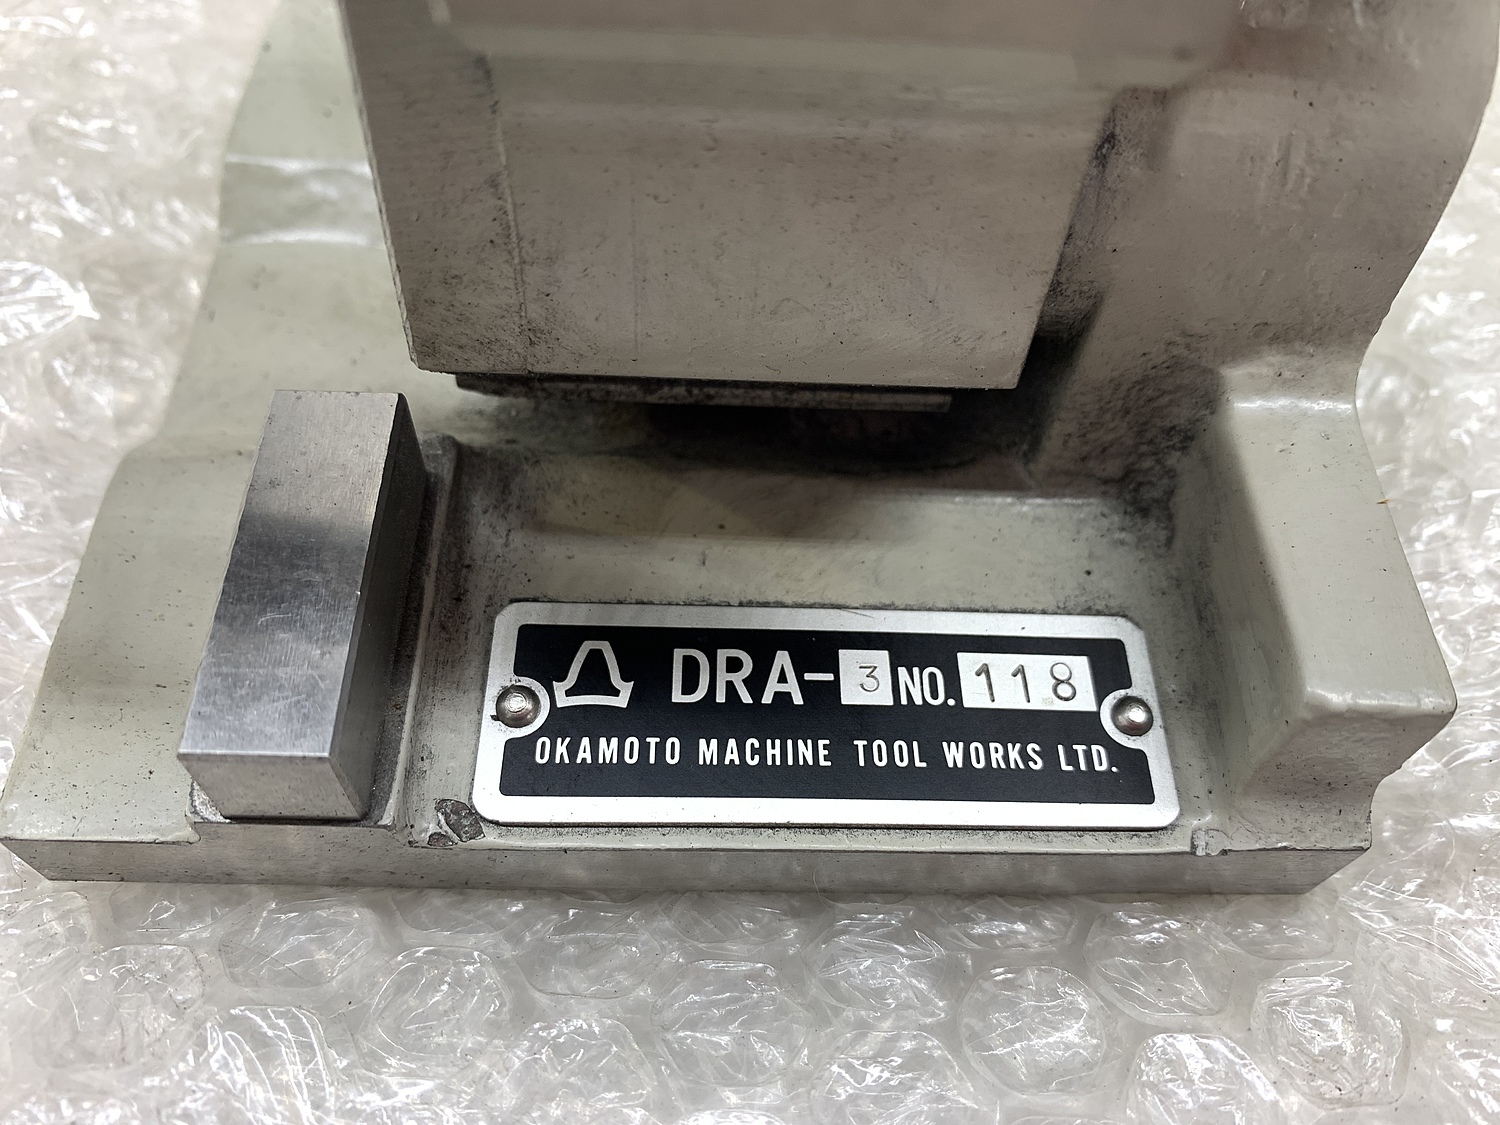 DRA-3 NO. 118
OKAMOTO MACHINE TOOL WORKS LTD.